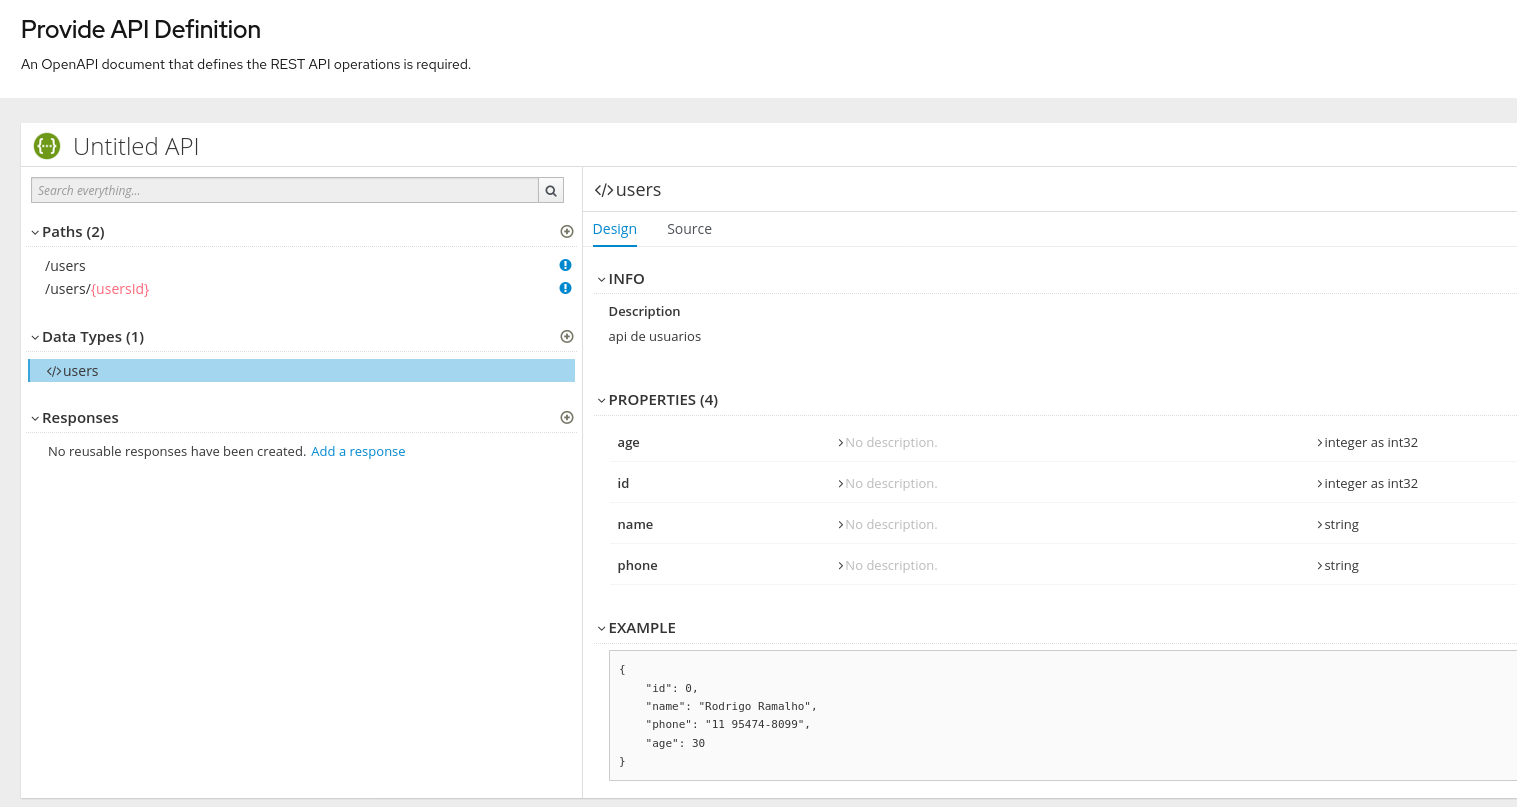 Provide API Definition
An OpenAPI document that defines the REST API operations is required.
{···} Untitled API
Search everything...
Paths (2)
/users
/users/{usersId}
Data Types (1)
</>users
Responses
No reusable responses have been created. Add a response
</>users
Design Source
INFO
Description
api de usuarios
PROPERTIES (4)
age No description. integer as int32
id No description. integer as int32
name No description. string
phone No description. string
EXAMPLE
{
"id": 0,
"name": "Rodrigo Ramalho",
"phone": "11 95474-8099",
"age": 30
}